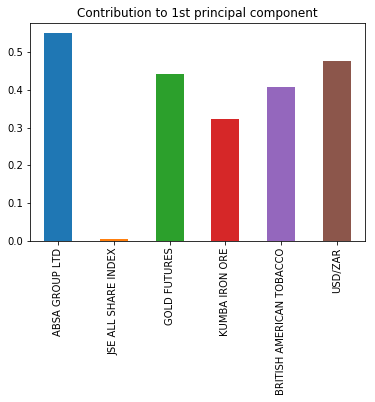 Contribution to 1st principal component
0.5
0.4
0.3
0.2
0.1
0.0
ABSA GROUP LTD
JSE ALL SHARE INDEX
GOLD FUTURES
KUMBA IRON ORE
BRITISH AMERICAN TOBACCO
USD/ZAR